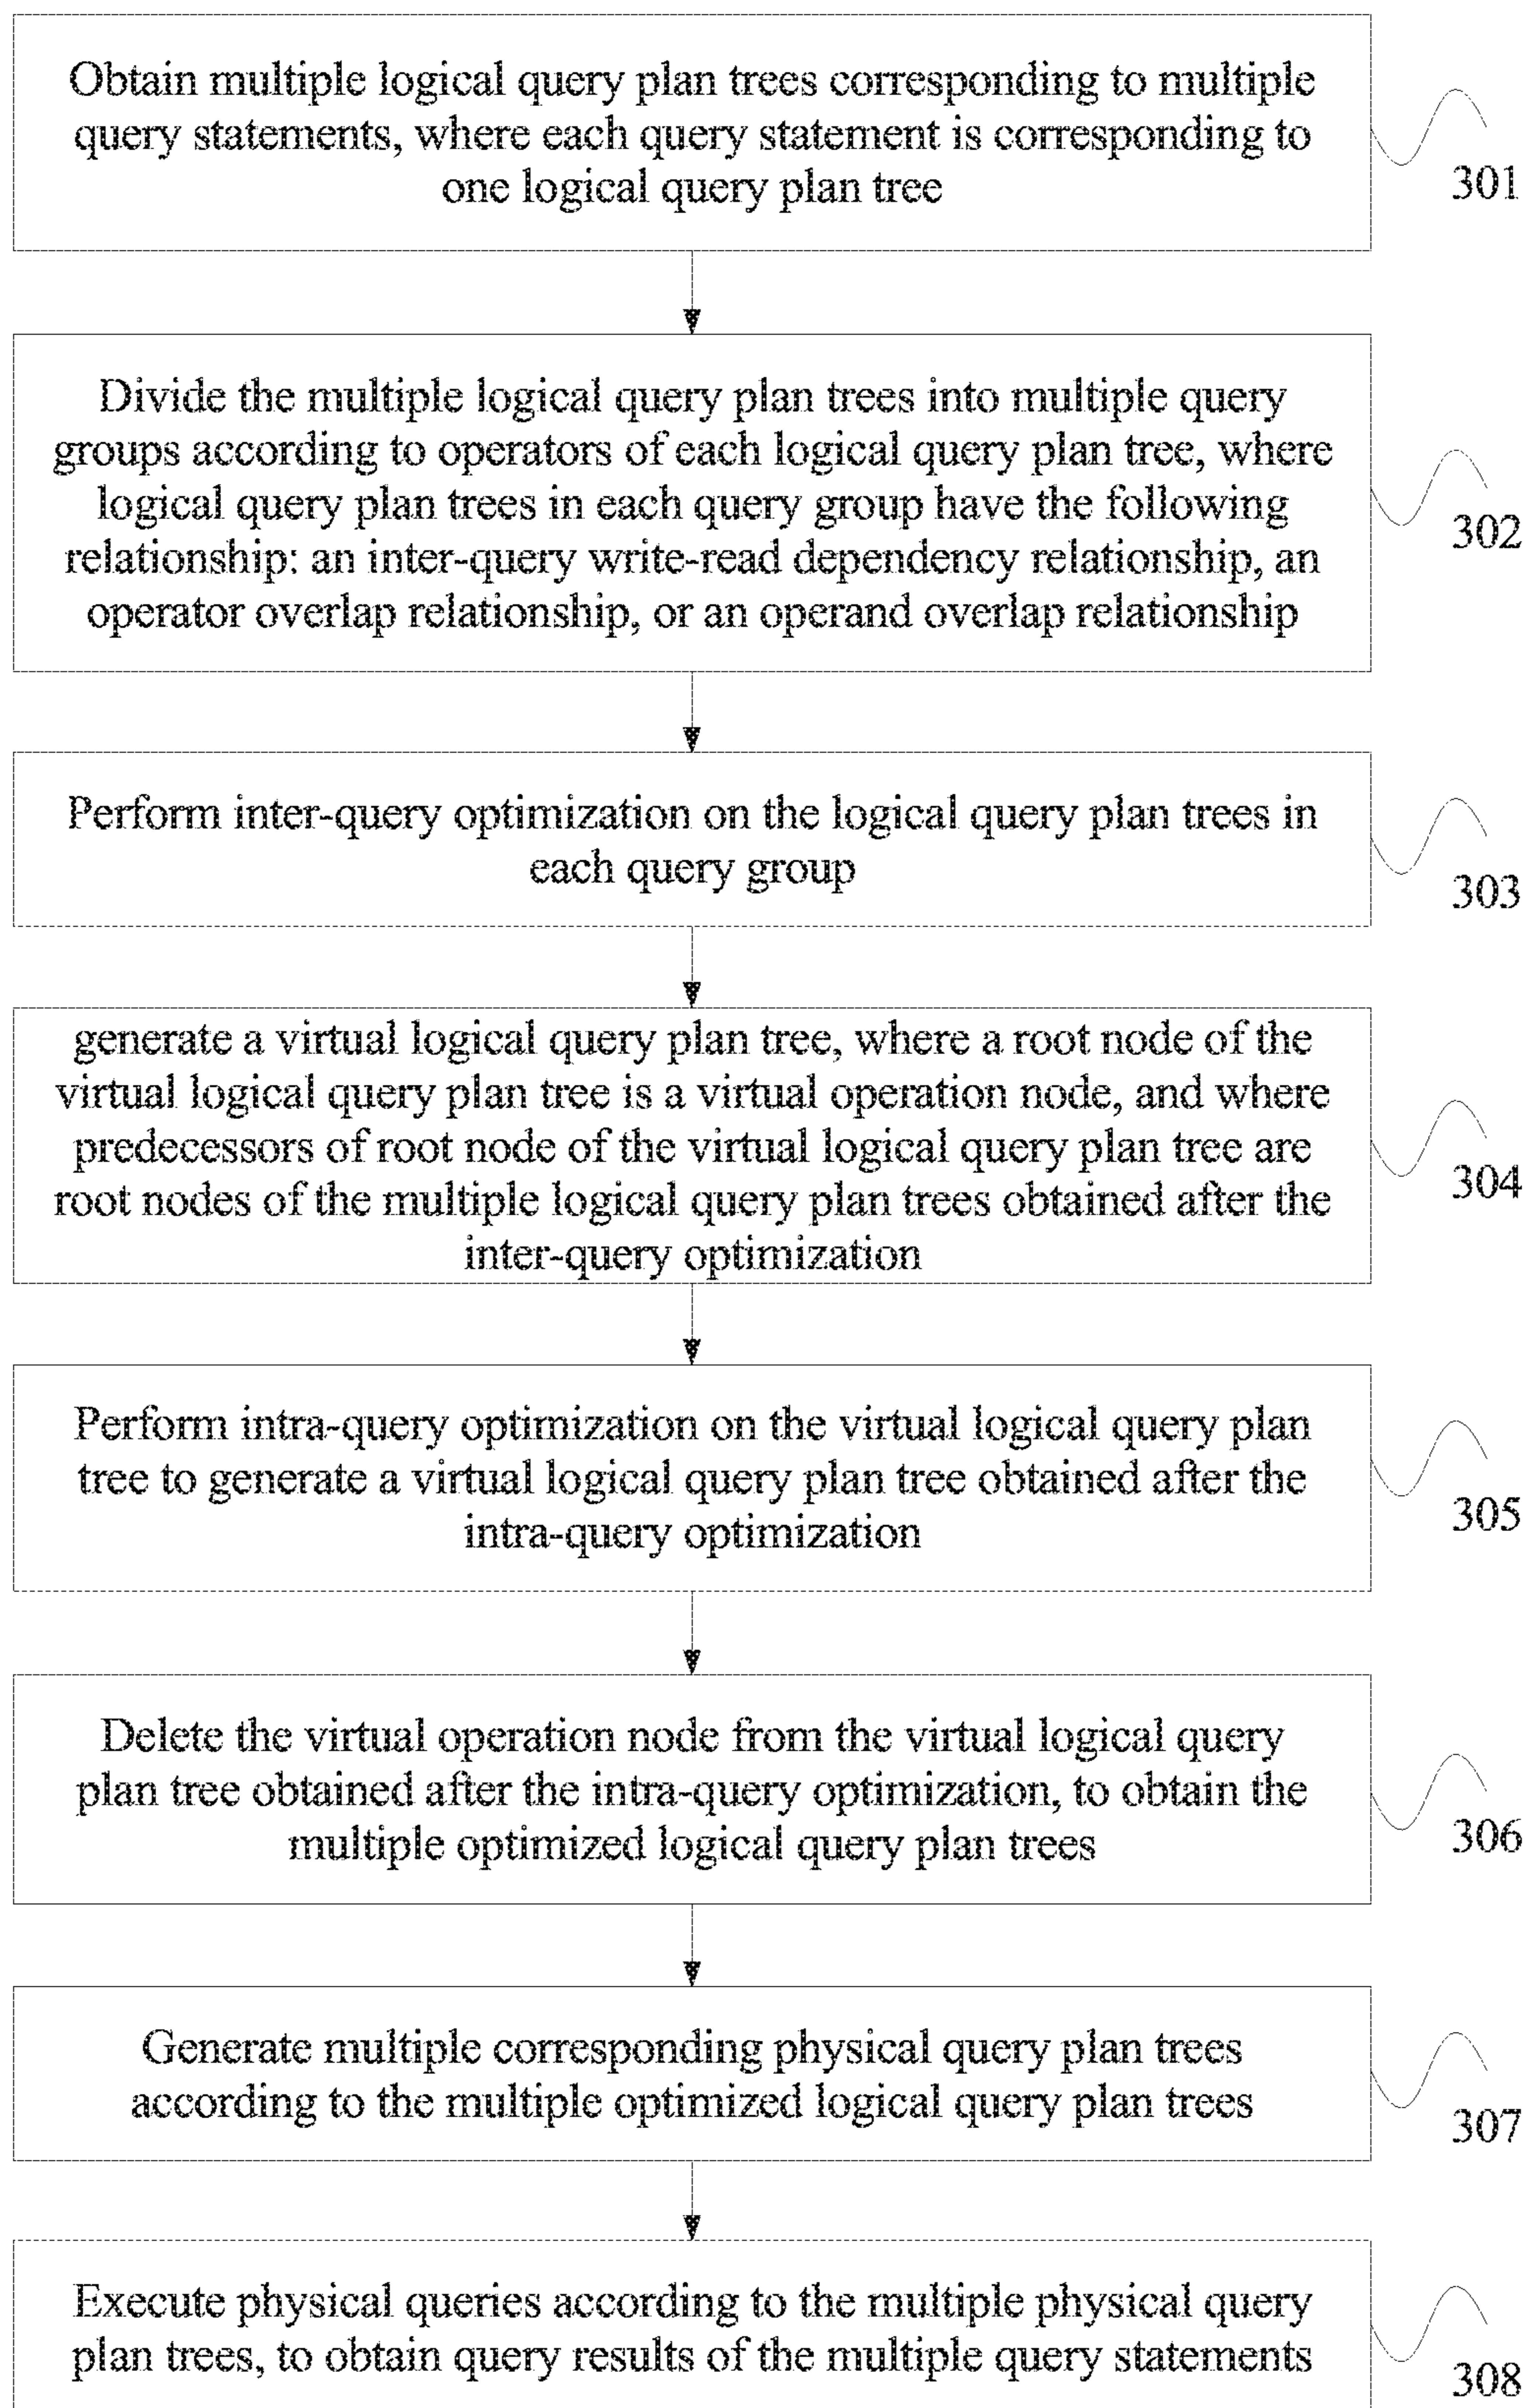 Obtain multiple logical query plan trees corresponding to multiple
query statements, where each query statement is corresponding to
one logical query plan tree
301
Divide the multiple logical query plan trees into multiple query
groups according to operators of each logical query plan tree, where
logical query plan trees in each query group have the following
relationship: an inter-query write-read dependency relationship, an
operator overlap relationship, or an operand overlap relationship
302
Perform inter-query optimization on the logical query plan trees in
each query group
303
generate a virtual logical query plan tree, where a root node of the
virtual logical query plan tree is a virtual operation node, and where
predecessors of root node of the virtual logical query plan tree are
root nodes of the multiple logical query plan trees obtained after the
inter-query optimization
304
Perform intra-query optimization on the virtual logical query plan
tree to generate a virtual logical query plan tree obtained after the
intra-query optimization
305
Delete the virtual operation node from the virtual logical query
plan tree obtained after the intra-query optimization, to obtain the
multiple optimized logical query plan trees
306
Generate multiple corresponding physical query plan trees
according to the multiple optimized logical query plan trees
307
Execute physical queries according to the multiple physical query
plan trees, to obtain query results of the multiple query statements
308